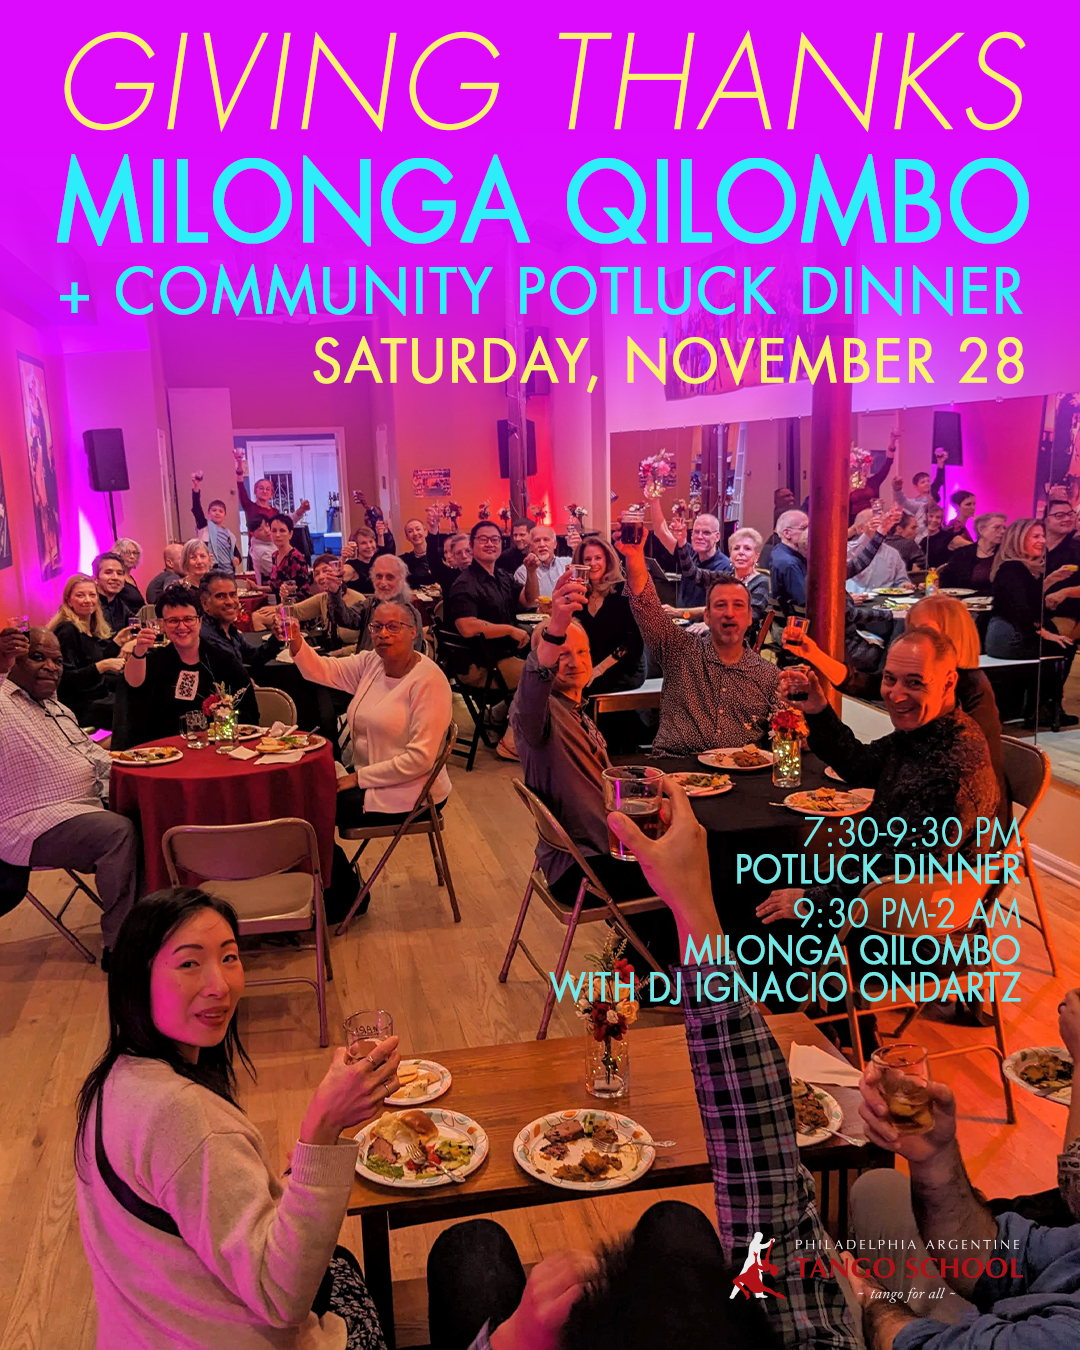 GIVING THANKS
MILONGA QILOMBO
+ COMMUNITY POTLUCK DINNER
SATURDAY, NOVEMBER 28
7:30-9:30 PM
POTLUCK DINNER
9:30 PM-2 AM
MILONGA QILOMBO
WITH DJ IGNACIO ONDARTZ
PHILADELPHIA ARGENTINE
TANGO SCHOOL
~ tango for all ~